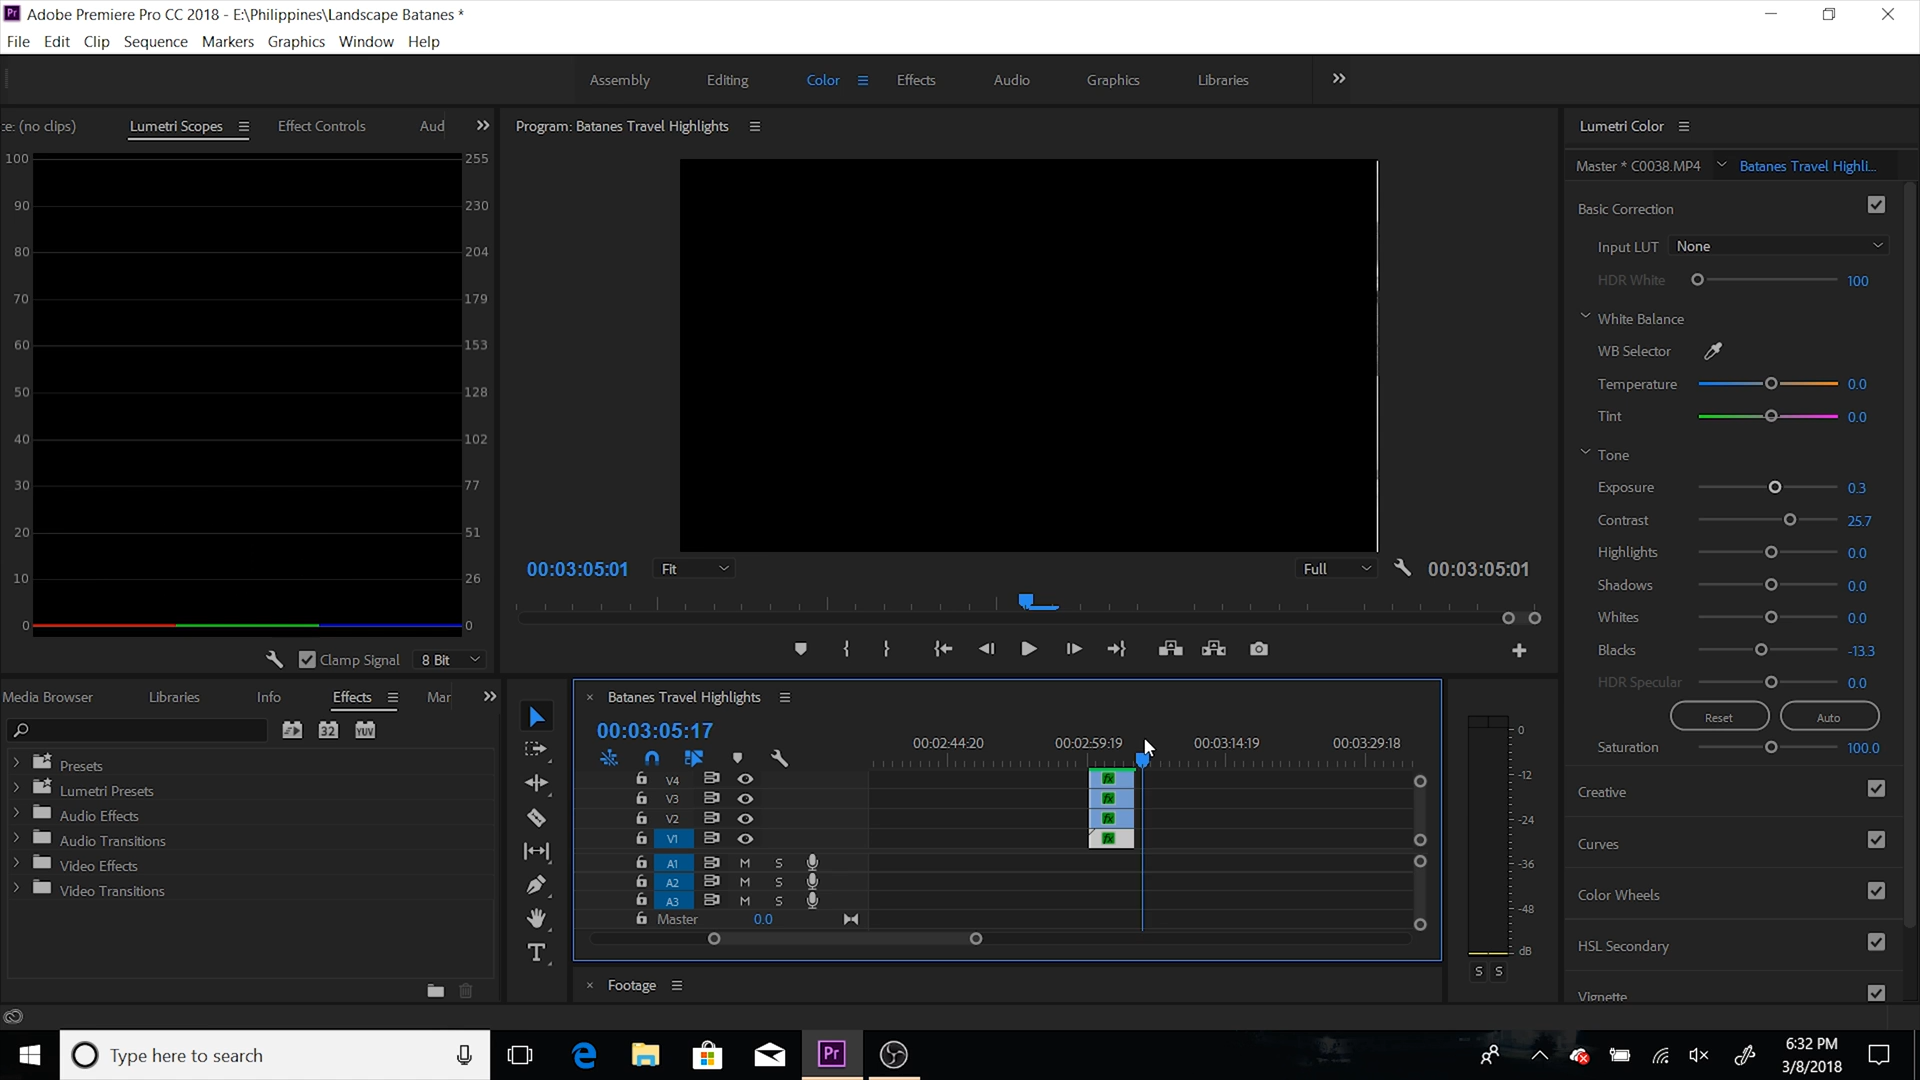 Adobe Premiere Pro CC 2018 - E:\Philippines\Landscape Batanes *
File Edit Clip Sequence Markers Graphics Window Help
Assembly Editing Color Effects Audio Graphics Libraries
ce: (no clips) Lumetri Scopes Effect Controls Aud
Program: Batanes Travel Highlights
Lumetri Color
Master * C0038.MP4 Batanes Travel Highli...
100 255
90 230
80 204
70 179
60 153
50 128
40 102
30 77
20 51
10 26
0 0
Clamp Signal 8 Bit
00:03:05:01 Fit Full 00:03:05:01
Basic Correction
Input LUT None
HDR White 100
White Balance
WB Selector
Temperature 0.0
Tint 0.0
Tone
Exposure 0.3
Contrast 25.7
Highlights 0.0
Shadows 0.0
Whites 0.0
Blacks -13.3
HDR Specular 0.0
Reset Auto
Saturation 100.0
Creative
Curves
Color Wheels
HSL Secondary
Vignette
Media Browser Libraries Info Effects Mar
32 YUV
Presets
Lumetri Presets
Audio Effects
Audio Transitions
Video Effects
Video Transitions
× Batanes Travel Highlights
00:03:05:17
00:02:44:20 00:02:59:19 00:03:14:19 00:03:29:18
V4 fx
V3 fx
V2 fx
V1 fx
A1 M S
A2 M S
A3 M S
Master 0.0
0
-12
-24
-36
-48
dB
S S
× Footage
Type here to search
Pr
6:32 PM
3/8/2018